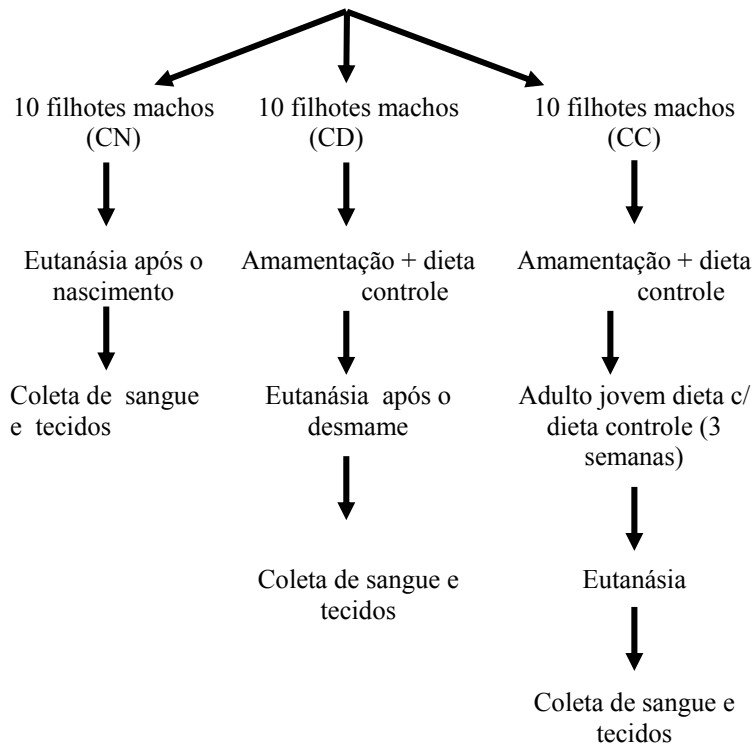 10 filhotes machos
(CN)
10 filhotes machos
(CD)
10 filhotes machos
(CC)
Eutanásia após o
nascimento
Amamentação + dieta
controle
Amamentação + dieta
controle
Coleta de sangue
e tecidos
Eutanásia após o
desmame
Adulto jovem dieta c/
dieta controle (3
semanas)
Coleta de sangue e
tecidos
Eutanásia
Coleta de sangue e
tecidos